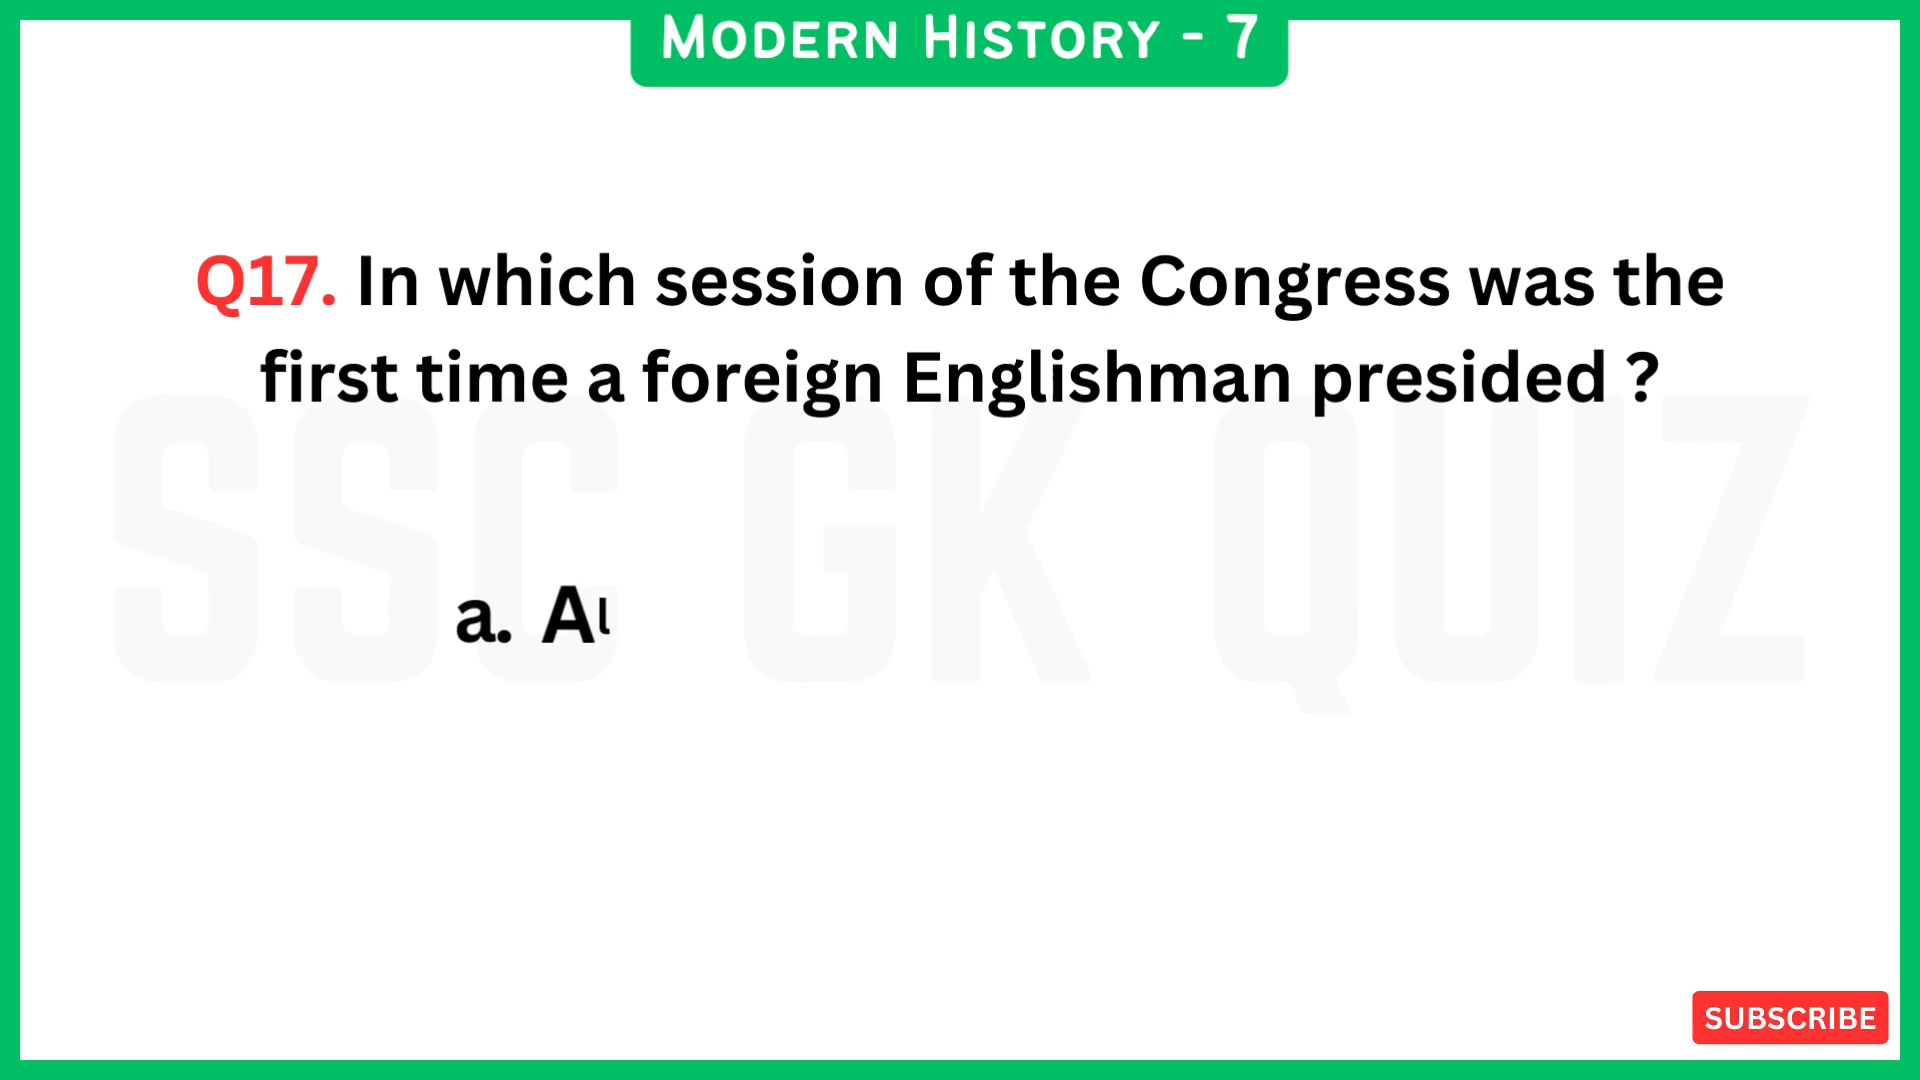 MODERN HISTORY - 7
Q17. In which session of the Congress was the
first time a foreign Englishman presided ?
SSC GK QUIZ
a. Al
SUBSCRIBE